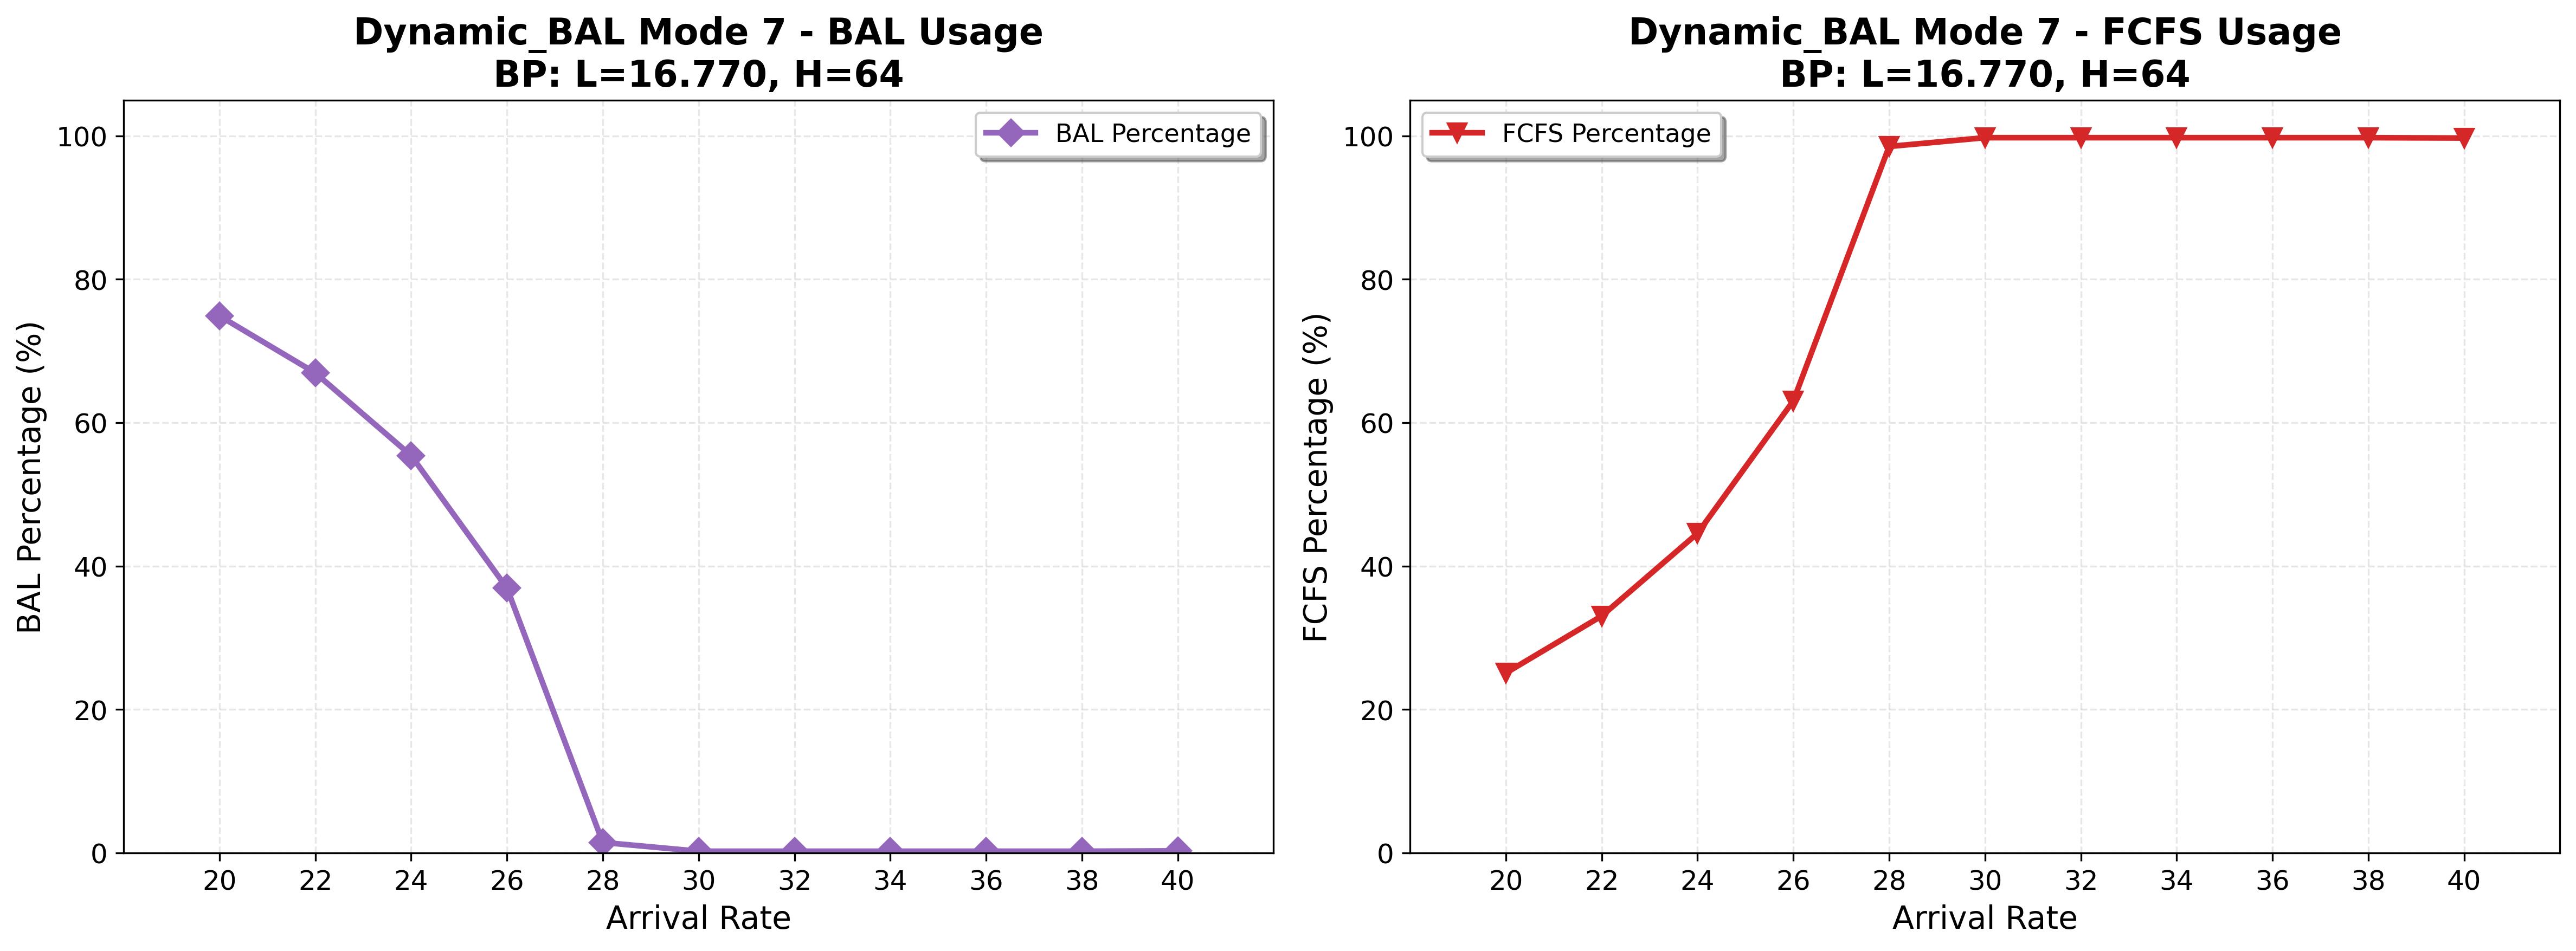 Dynamic_BAL Mode 7 - BAL Usage
BP: L=16.770, H=64
BAL Percentage (%)
100
80
60
40
20
0
BAL Percentage
20 22 24 26 28 30 32 34 36 38 40
Arrival Rate
Dynamic_BAL Mode 7 - FCFS Usage
BP: L=16.770, H=64
FCFS Percentage (%)
100
80
60
40
20
0
FCFS Percentage
20 22 24 26 28 30 32 34 36 38 40
Arrival Rate